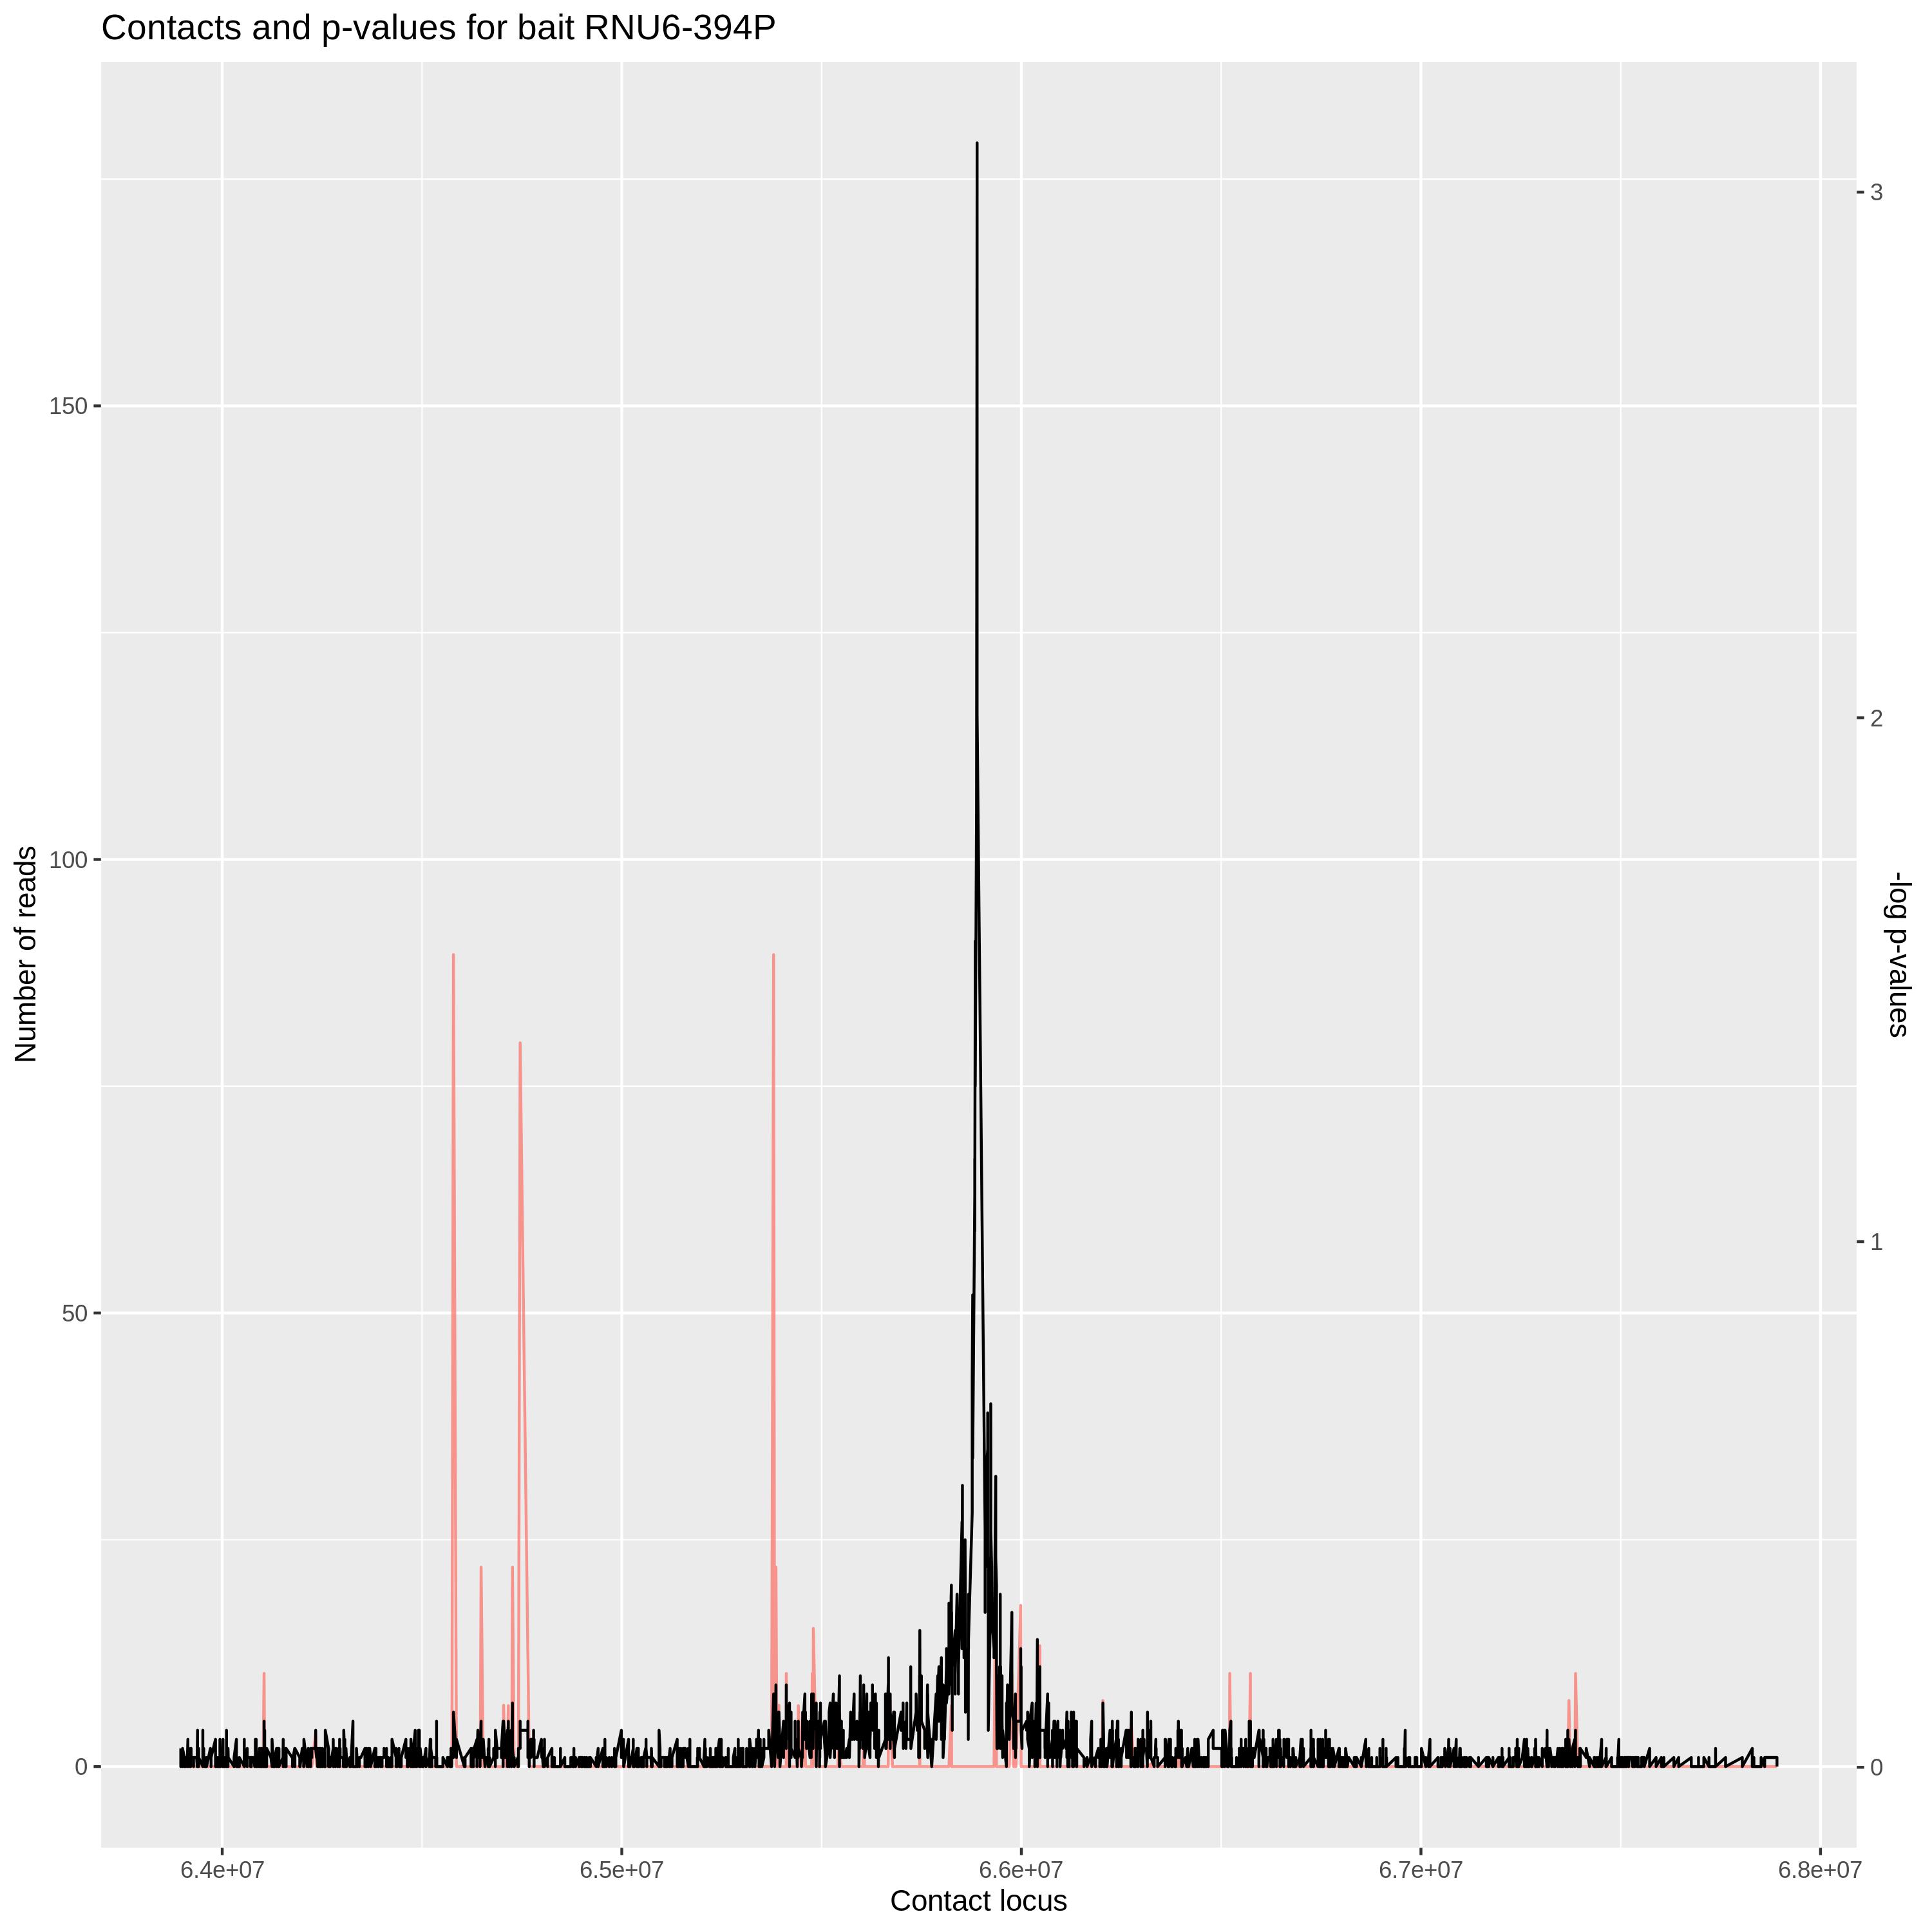 Contacts and p-values for bait RNU6-394P
150
100
50
0
Number of reads
3
2
1
0
-log p-values
6.4e+07
6.5e+07
6.6e+07
6.7e+07
6.8e+07
Contact locus